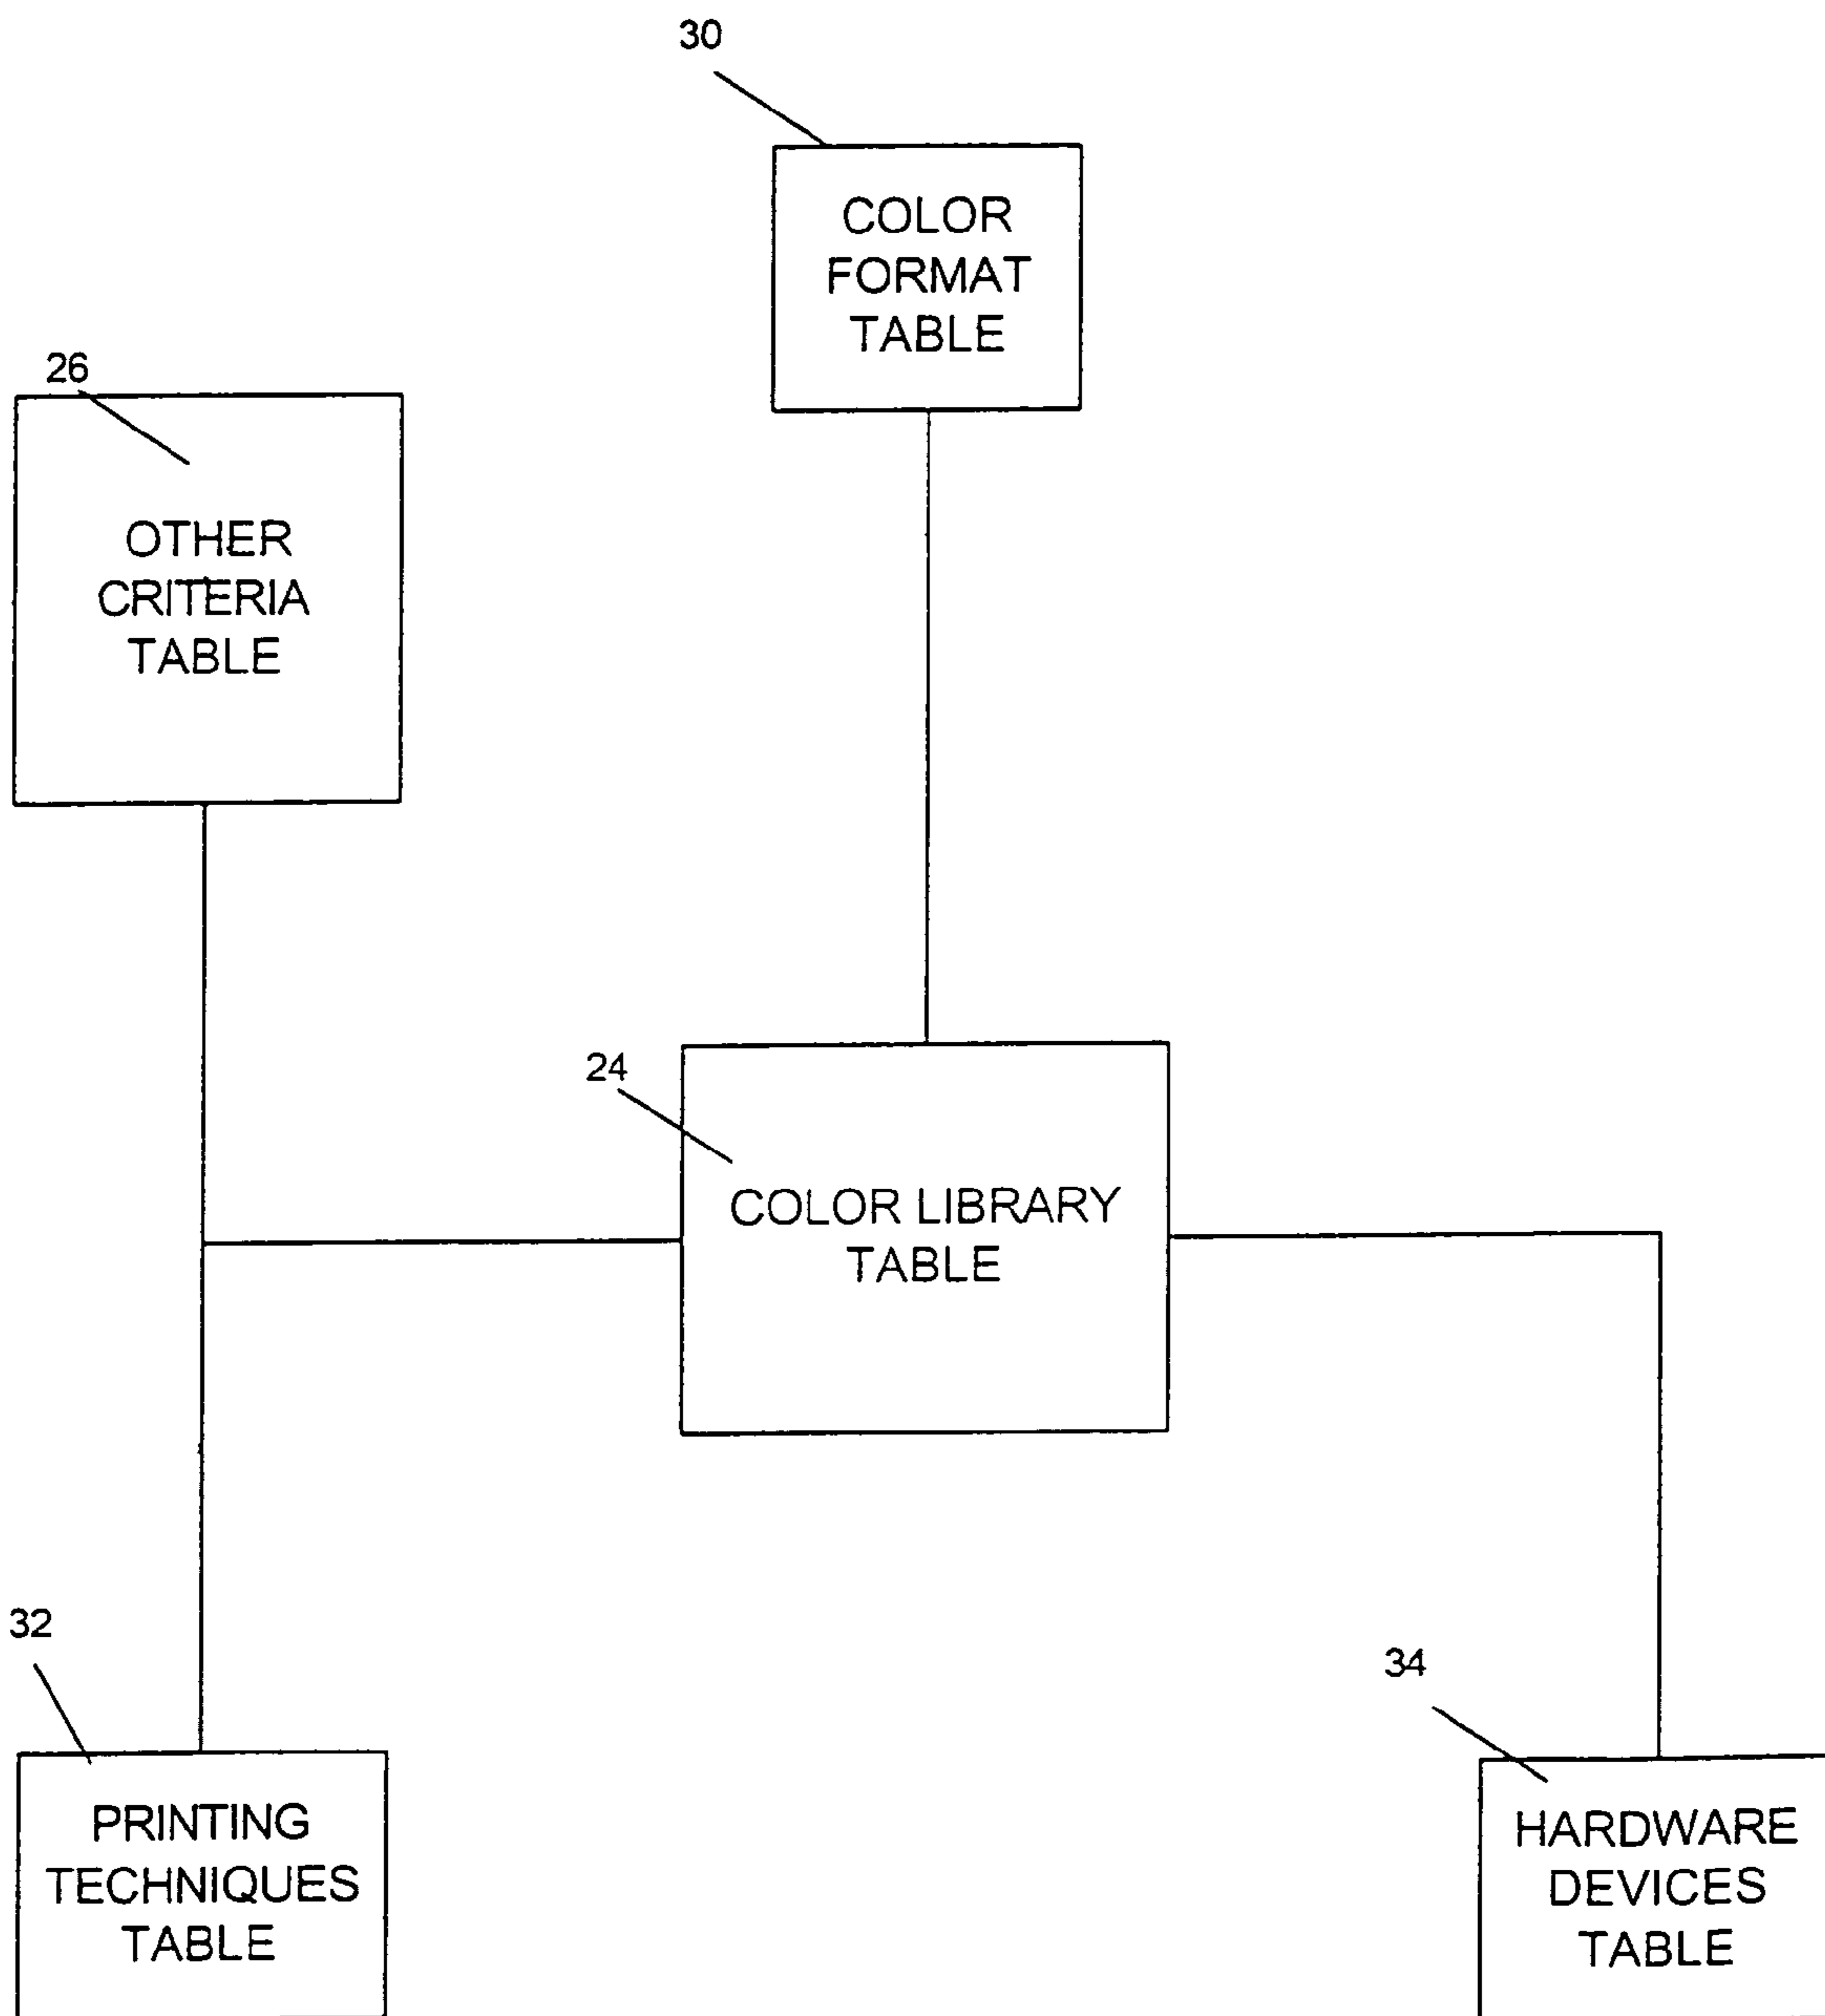 30
COLOR
FORMAT
TABLE
26
OTHER
CRITERIA
TABLE
24
COLOR LIBRARY
TABLE
32
PRINTING
TECHNIQUES
TABLE
34
HARDWARE
DEVICES
TABLE